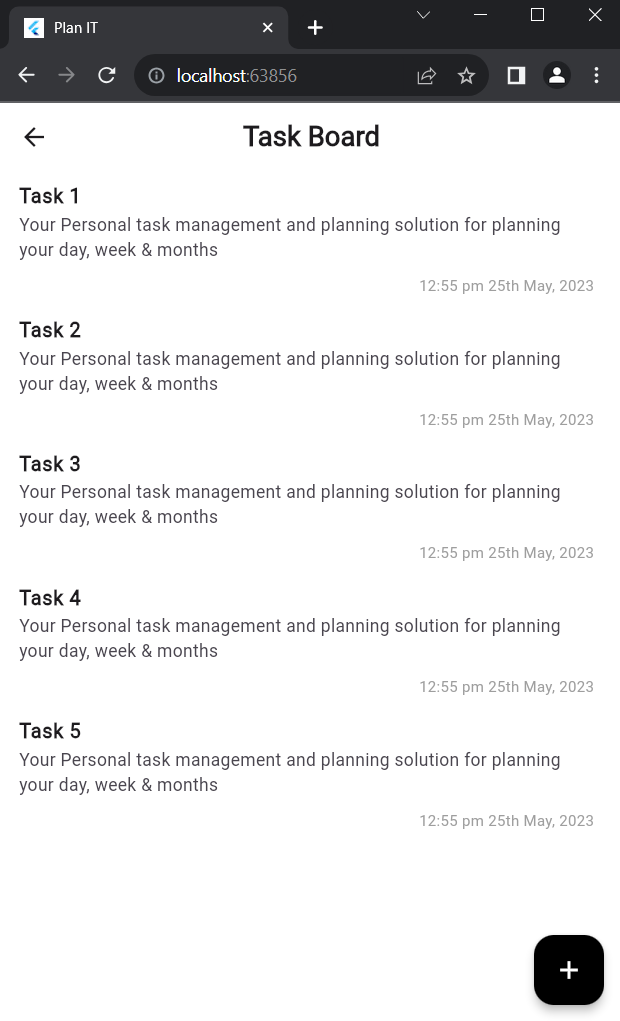 Plan IT
localhost:63856
Task Board
Task 1
Your Personal task management and planning solution for planning
your day, week & months
12:55 pm 25th May, 2023
Task 2
Your Personal task management and planning solution for planning
your day, week & months
12:55 pm 25th May, 2023
Task 3
Your Personal task management and planning solution for planning
your day, week & months
12:55 pm 25th May, 2023
Task 4
Your Personal task management and planning solution for planning
your day, week & months
12:55 pm 25th May, 2023
Task 5
Your Personal task management and planning solution for planning
your day, week & months
12:55 pm 25th May, 2023